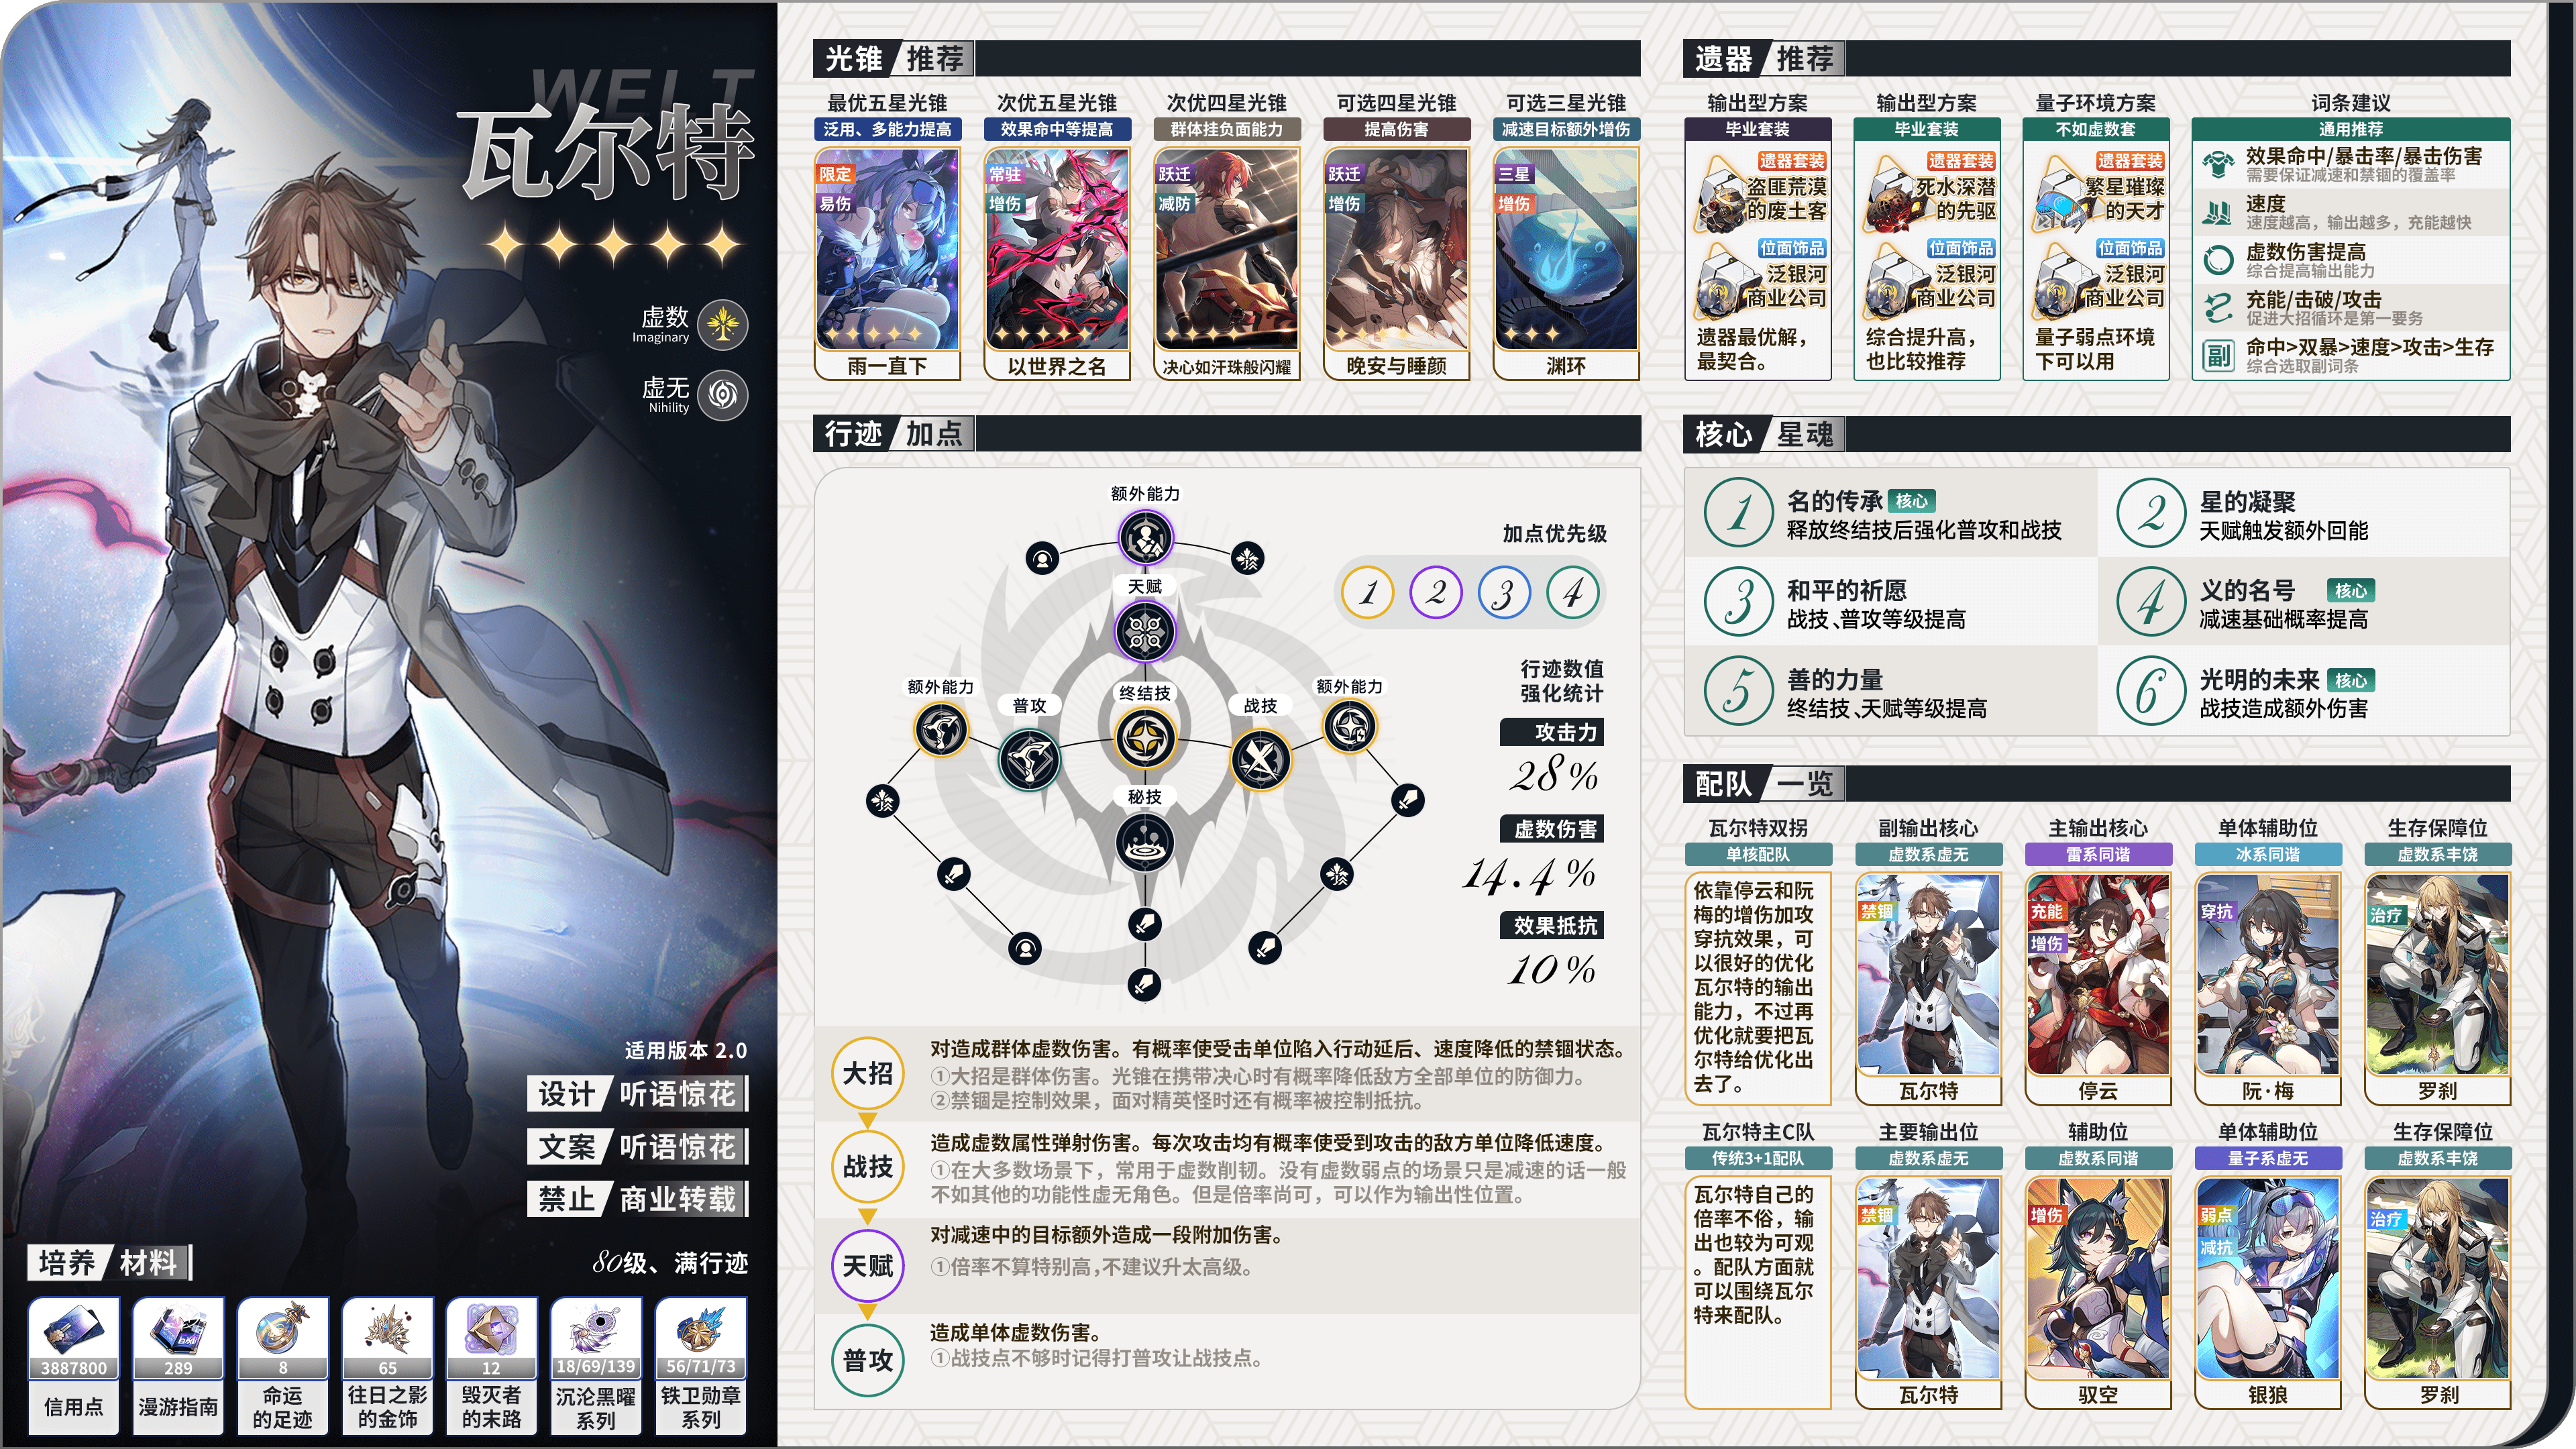 WELT
瓦尔特
虚数
Imaginary
虚无
Nihility
适用版本 2.0
设计 听语惊花
文案 听语惊花
禁止 商业转载
培养 材料
80级、满行迹
3887800
信用点
289
漫游指南
8
命运
的足迹
65
往日之影
的金饰
12
毁灭者
的末路
18/69/139
沉沦黑曜
系列
56/71/73
铁卫勋章
系列
光锥 推荐
最优五星光锥
泛用、多能力提高
限定
易伤
雨一直下
次优五星光锥
效果命中等提高
常驻
增伤
以世界之名
次优四星光锥
群体挂负面能力
跃迁
减防
决心如汗珠般闪耀
可选四星光锥
提高伤害
跃迁
增伤
晚安与睡颜
可选三星光锥
减速目标额外增伤
三星
增伤
渊环
行迹 加点
额外能力
天赋
额外能力
普攻
终结技
战技
额外能力
秘技
加点优先级
1 2 3 4
行迹数值
强化统计
攻击力
28%
虚数伤害
14.4%
效果抵抗
10%
大招
对造成群体虚数伤害。有概率使受击单位陷入行动延后、速度降低的禁锢状态。
①大招是群体伤害。光锥在携带决心时有概率降低敌方全部单位的防御力。
②禁锢是控制效果，面对精英怪时还有概率被控制抵抗。
战技
造成虚数属性弹射伤害。每次攻击均有概率使受到攻击的敌方单位降低速度。
①在大多数场景下，常用于虚数削韧。没有虚数弱点的场景只是减速的话一般
不如其他的功能性虚无角色。但是倍率尚可，可以作为输出性位置。
天赋
对减速中的目标额外造成一段附加伤害。
①倍率不算特别高,不建议升太高级。
普攻
造成单体虚数伤害。
①战技点不够时记得打普攻让战技点。
遗器 推荐
输出型方案
毕业套装
遗器套装
盗匪荒漠
的废土客
位面饰品
泛银河
商业公司
遗器最优解，
最契合。
输出型方案
毕业套装
遗器套装
死水深潜
的先驱
位面饰品
泛银河
商业公司
综合提升高，
也比较推荐
量子环境方案
不如虚数套
遗器套装
繁星璀璨
的天才
位面饰品
泛银河
商业公司
量子弱点环境
下可以用
词条建议
通用推荐
效果命中/暴击率/暴击伤害
需要保证减速和禁锢的覆盖率
速度
速度越高，输出越多，充能越快
虚数伤害提高
综合提高输出能力
充能/击破/攻击
促进大招循环是第一要务
副
命中>双暴>速度>攻击>生存
综合选取副词条
核心 星魂
1
名的传承 核心
释放终结技后强化普攻和战技
2
星的凝聚
天赋触发额外回能
3
和平的祈愿
战技、普攻等级提高
4
义的名号 核心
减速基础概率提高
5
善的力量
终结技、天赋等级提高
6
光明的未来 核心
战技造成额外伤害
配队 一览
瓦尔特双拐
单核配队
依靠停云和阮
梅的增伤加攻
穿抗效果，可
以很好的优化
瓦尔特的输出
能力，不过再
优化就要把瓦
尔特给优化出
去了。
副输出核心
虚数系虚无
禁锢
瓦尔特
主输出核心
雷系同谐
充能
增伤
停云
单体辅助位
冰系同谐
穿抗
阮·梅
生存保障位
虚数系丰饶
治疗
罗刹
瓦尔特主C队
传统3+1配队
瓦尔特自己的
倍率不俗，输
出也较为可观
。配队方面就
可以围绕瓦尔
特来配队。
主要输出位
虚数系虚无
禁锢
瓦尔特
辅助位
虚数系同谐
增伤
驭空
单体辅助位
量子系虚无
弱点
减抗
银狼
生存保障位
虚数系丰饶
治疗
罗刹